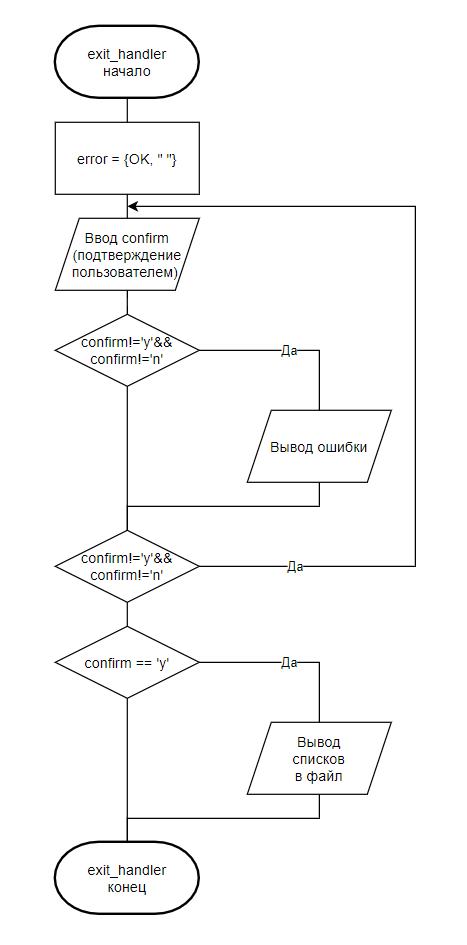 exit_handler
начало
error = {OK, " "}
Ввод confirm
(подтверждение
пользователем)
confirm!='y'&&
confirm!='n'
Да
Вывод ошибки
confirm!='y'&&
confirm!='n'
Да
confirm == 'y'
Да
Вывод
списков
в файл
exit_handler
конец